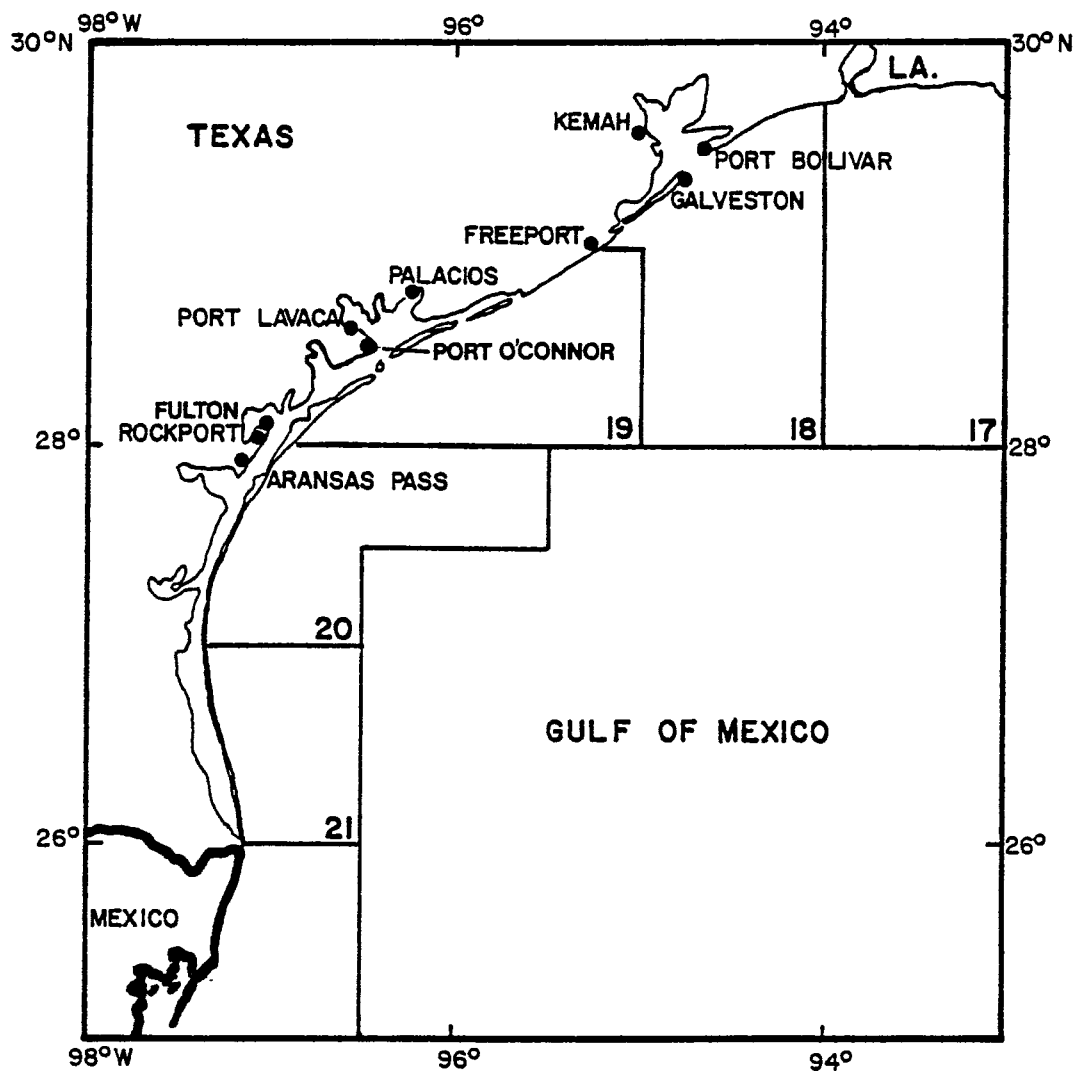 98° W 96° 94°
30° N 30° N
LA.
TEXAS
KEMAH
PORT BOLIVAR
GALVESTON
FREEPORT
PALACIOS
PORT LAVACA
PORT O'CONNOR
FULTON
ROCKPORT
19 18 17
28° 28°
ARANSAS PASS
20
GULF OF MEXICO
21
26° 26°
MEXICO
98° W 96° 94°